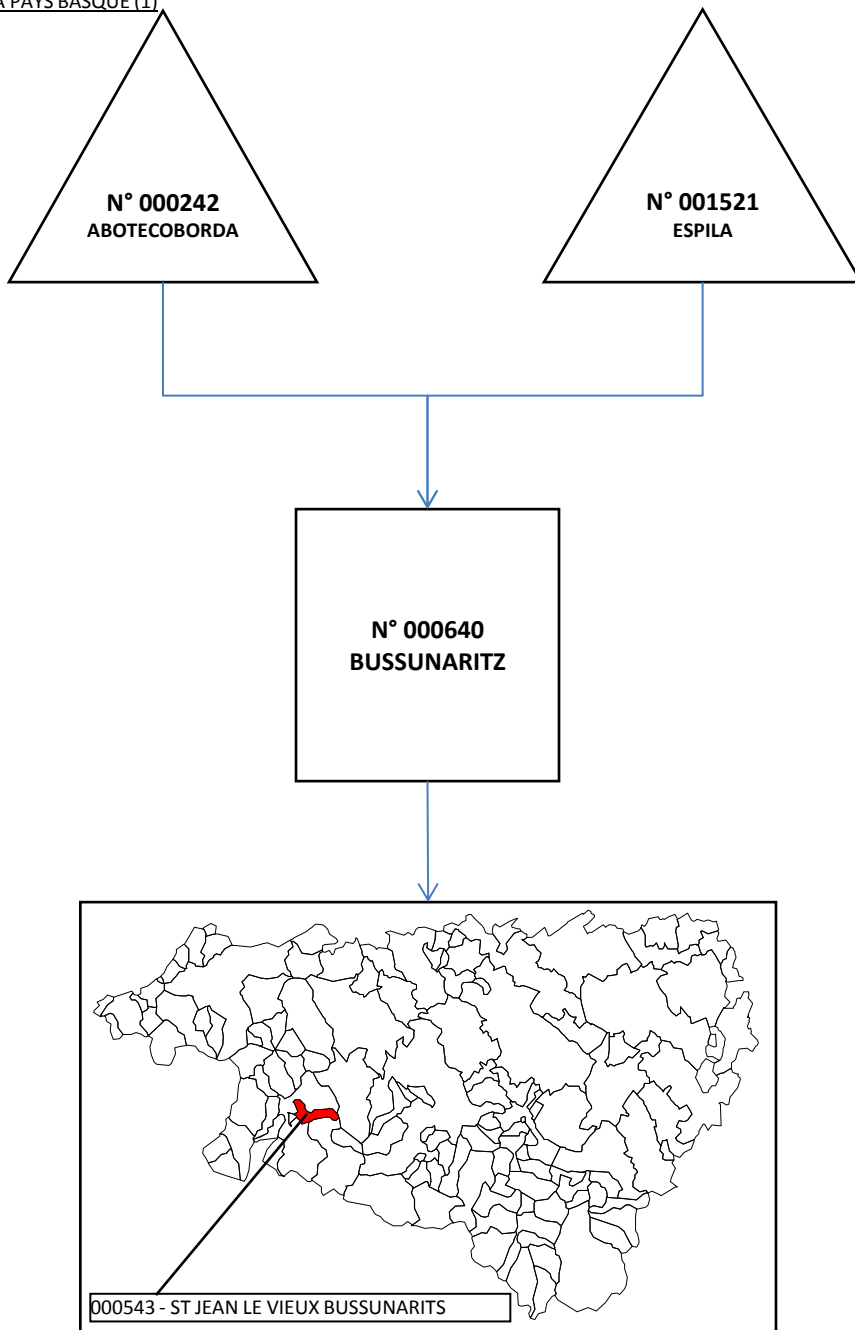 A PAYS BASQUE (1)
N° 000242
ABOTECOBORDA
N° 001521
ESPILA
N° 000640
BUSSUNARITZ
000543 - ST JEAN LE VIEUX BUSSUNARITS